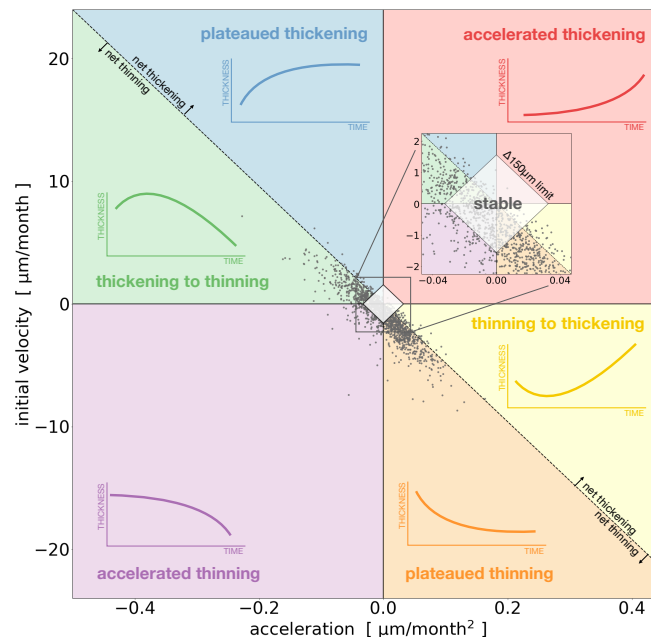 20
10
0
−10
−20
initial velocity [ µm/month ]
plateaued thickening
THICKNESS
TIME
accelerated thickening
THICKNESS
TIME
net thickening
net thinning
2
1
0
−1
−2
−0.04
0.00
0.04
Δ150µm limit
stable
THICKNESS
TIME
thickening to thinning
thinning to thickening
THICKNESS
TIME
THICKNESS
TIME
accelerated thinning
THICKNESS
TIME
plateaued thinning
net thickening
net thinning
−0.4
−0.2
0.0
0.2
0.4
acceleration [ µm/month² ]